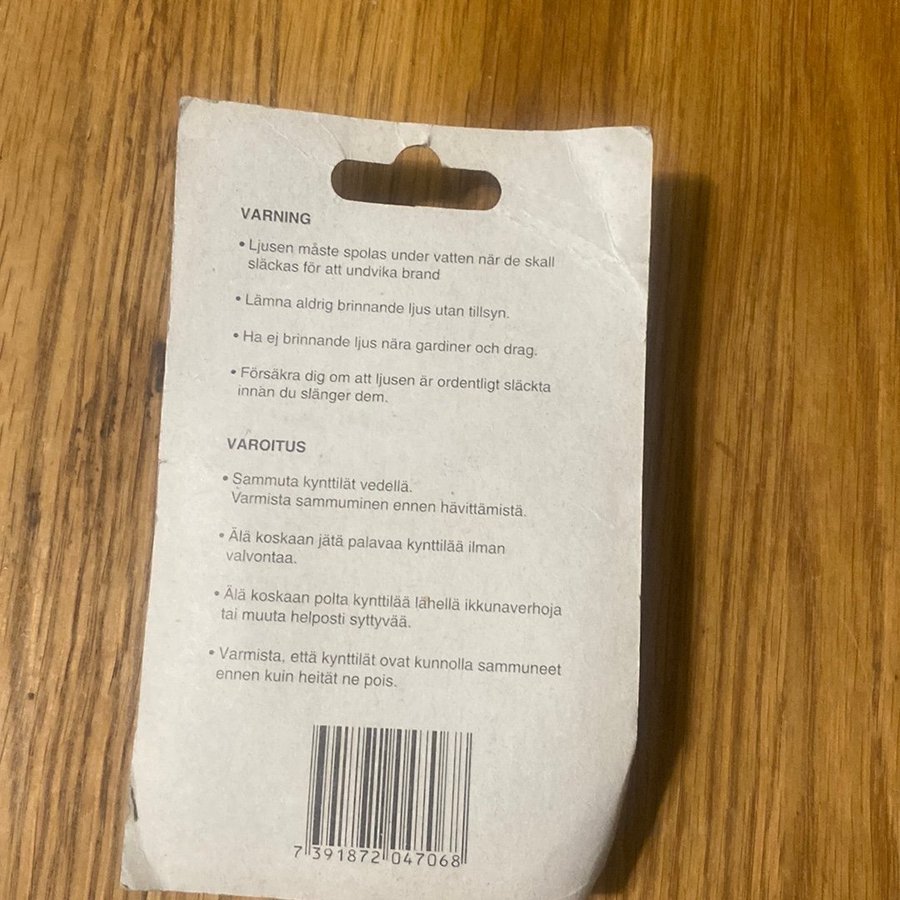 VARNING
• Ljusen måste spolas under vatten när de skall
släckas för att undvika brand
• Lämna aldrig brinnande ljus utan tillsyn.
• Ha ej brinnande ljus nära gardiner och drag.
• Försäkra dig om att ljusen är ordentligt släckta
innan du slänger dem.
VAROITUS
• Sammuta kynttilät vedellä.
Varmista sammuminen ennen hävittämistä.
• Älä koskaan jätä palavaa kynttilää ilman
valvontaa.
• Älä koskaan polta kynttilää lähellä ikkunaverhoja
tai muuta helposti syttyvää.
• Varmista, että kynttilät ovat kunnolla sammuneet
ennen kuin heität ne pois.
7 391872 047068